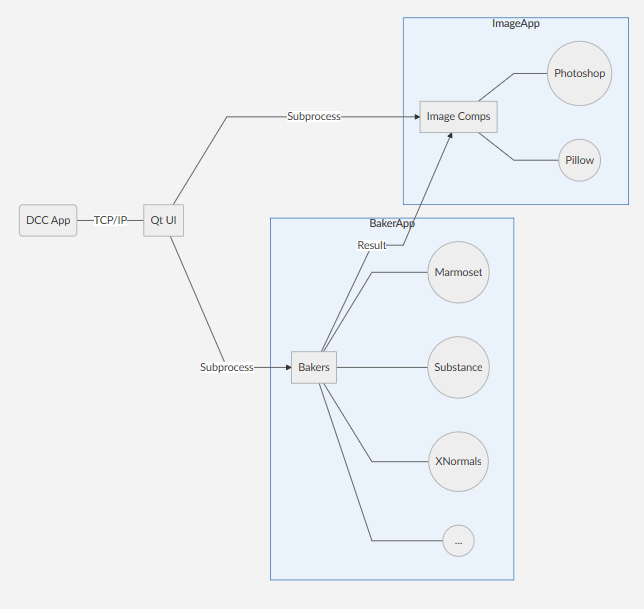 ImageApp
Photoshop
Subprocess
Image Comps
Pillow
DCC App
TCP/IP
Qt UI
BakerApp
Result
Marmoset
Subprocess
Bakers
Substance
XNormals
...